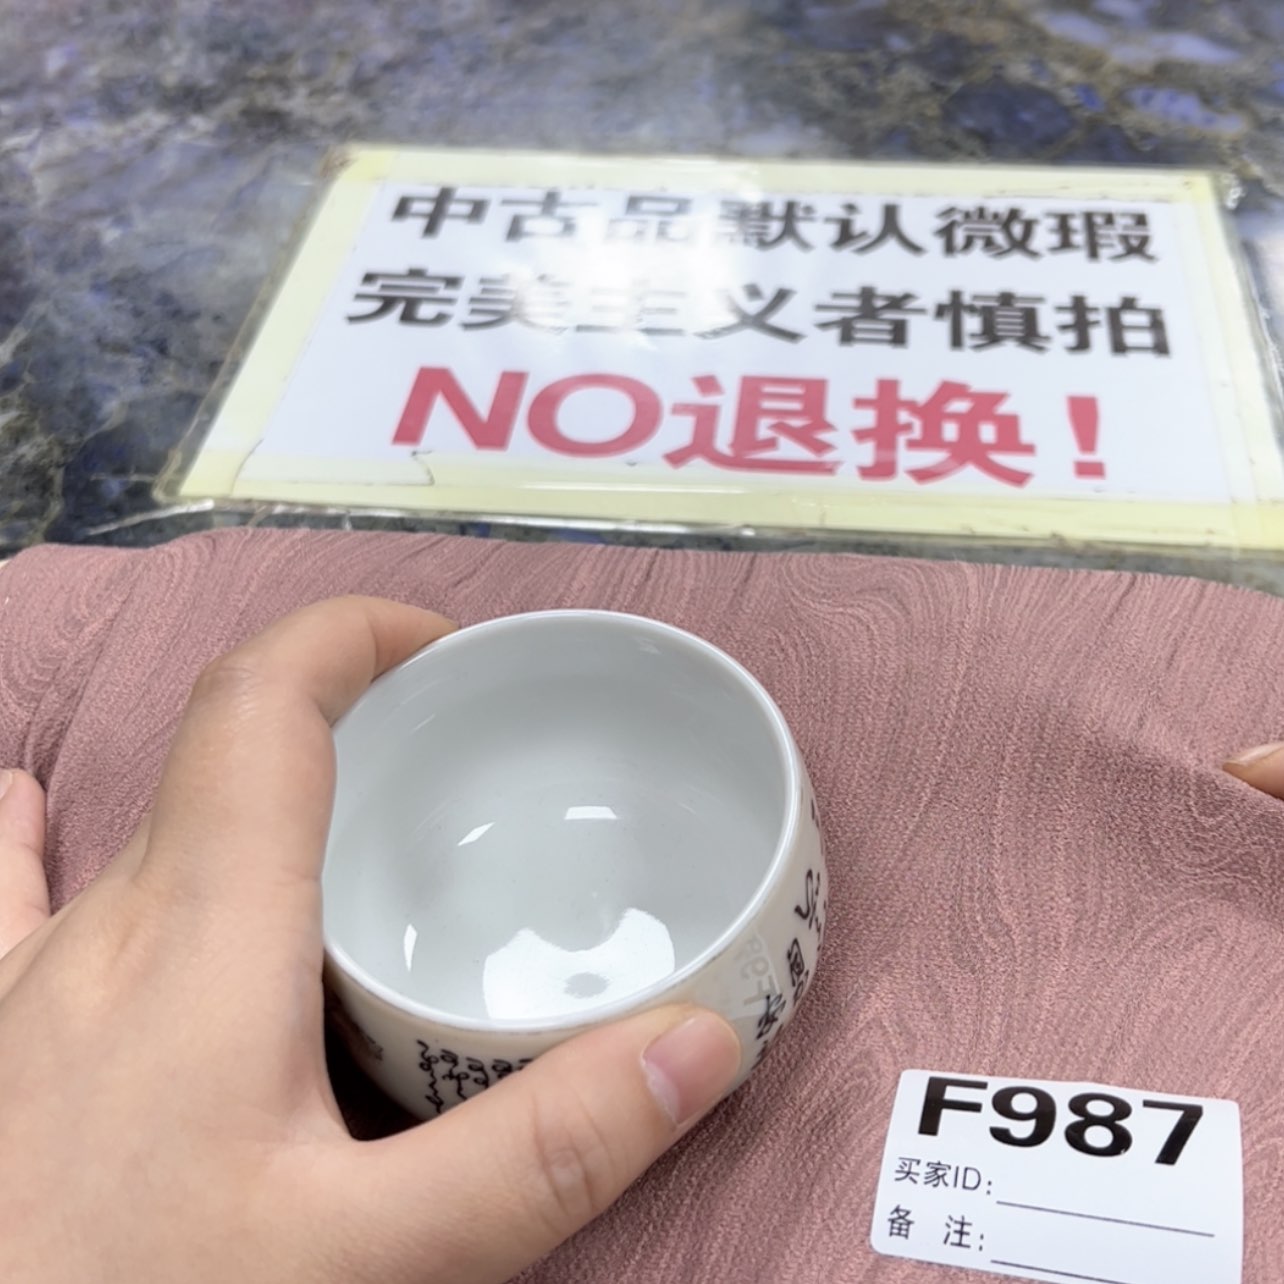 中古品默认微瑕
完美主义者慎拍
NO退换！
F987
买家ID：
备 注：